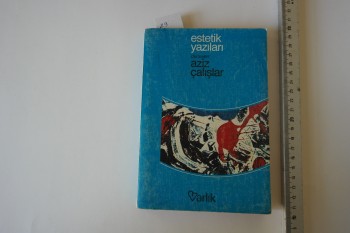 estetik
yazıları
aziz
çalışlar
Varlık